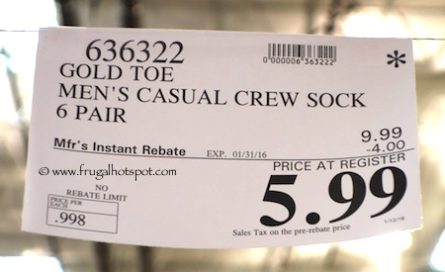 636322
0000006"363222
*
GOLD TOE
MEN'S CASUAL CREW SOCK
6 PAIR
9.99
Mfr's Instant Rebate EXP. 01/31/16 -4.00
PRICE AT REGISTER
© www.frugalhotspot.com
5.99
NO
REBATE LIMIT
PRICE PER
EACH
.998
Sales Tax on the pre-rebate price